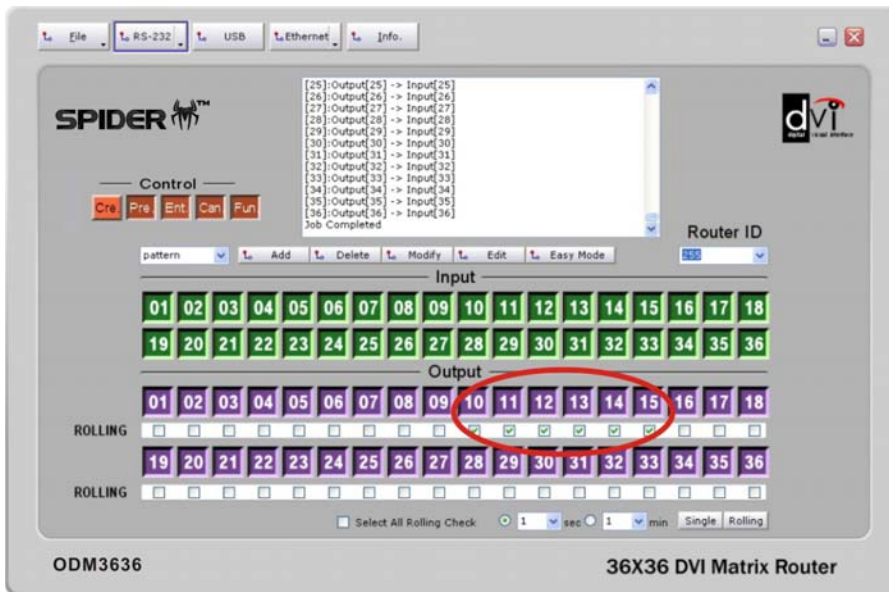 File RS-232 USB Ethernet Info.
SPIDER™
[25]:Output[25] -> Input[25]
[26]:Output[26] -> Input[26]
[27]:Output[27] -> Input[27]
[28]:Output[28] -> Input[28]
[29]:Output[29] -> Input[29]
[30]:Output[30] -> Input[30]
[31]:Output[31] -> Input[31]
[32]:Output[32] -> Input[32]
[33]:Output[33] -> Input[33]
[34]:Output[34] -> Input[34]
[35]:Output[35] -> Input[35]
[36]:Output[36] -> Input[36]
Job Completed
dvi
digital visual interface
Control
Cre. Pre. Ent. Can Fun
Router ID
pattern Add Delete Modify Edit Easy Mode 255
Input
01 02 03 04 05 06 07 08 09 10 11 12 13 14 15 16 17 18
19 20 21 22 23 24 25 26 27 28 29 30 31 32 33 34 35 36
Output
01 02 03 04 05 06 07 08 09 10 11 12 13 14 15 16 17 18
ROLLING
19 20 21 22 23 24 25 26 27 28 29 30 31 32 33 34 35 36
ROLLING
Select All Rolling Check 1 sec 1 min Single Rolling
ODM3636 36X36 DVI Matrix Router